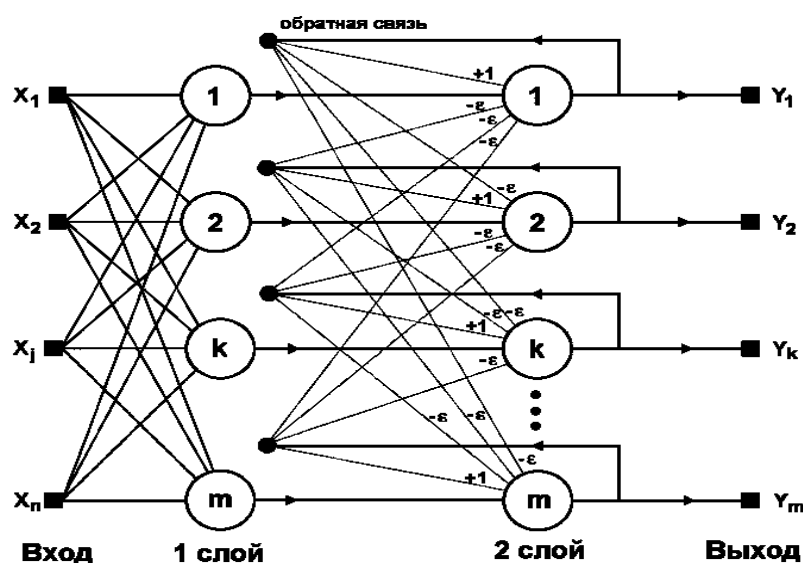 обратная связь
X1 1 +1 1 Y1
-ε
-ε
-ε
-ε
X2 2 +1 2 Y2
-ε
-ε
-ε -ε
Xj k +1 k Yk
-ε
-ε -ε
-ε
Xn m +1 m Ym
Вход 1 слой 2 слой Выход